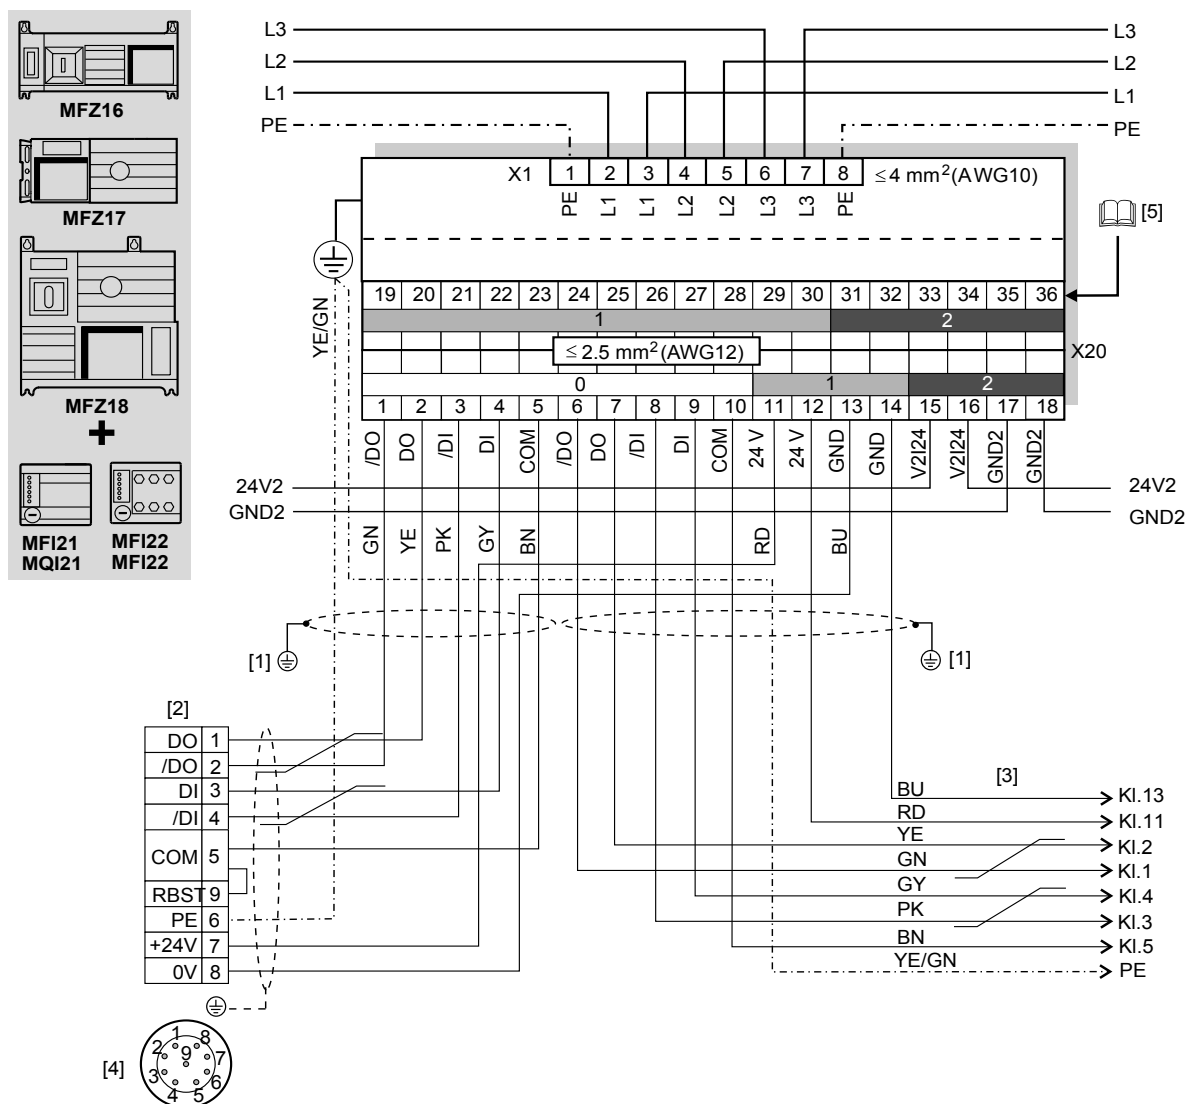 MFZ16
MFZ17
MFZ18
+
MFI21 MFI22
MQI21 MFI22
L3 L3
L2 L2
L1 L1
PE PE
X1 1 2 3 4 5 6 7 8 ≤ 4 mm² (AWG10)
PE L1 L1 L2 L2 L3 L3 PE
[5]
YE/GN
19 20 21 22 23 24 25 26 27 28 29 30 31 32 33 34 35 36
1 2
≤ 2.5 mm² (AWG12) X20
0 1 2
1 2 3 4 5 6 7 8 9 10 11 12 13 14 15 16 17 18
/DO DO /DI DI COM /DO DO /DI DI COM 24 V 24 V GND GND V2I24 V2I24 GND2 GND2
24V2 24V2
GND2 GND2
GN YE PK GY BN RD BU
[1] [1]
[2]
DO 1
/DO 2
DI 3
/DI 4
COM 5
RBST 9
PE 6
+24V 7
0V 8
[3]
BU Kl.13
RD Kl.11
YE Kl.2
GN Kl.1
GY Kl.4
PK Kl.3
BN Kl.5
YE/GN PE
[4]
1 8
2 9 7
3 6
4 5